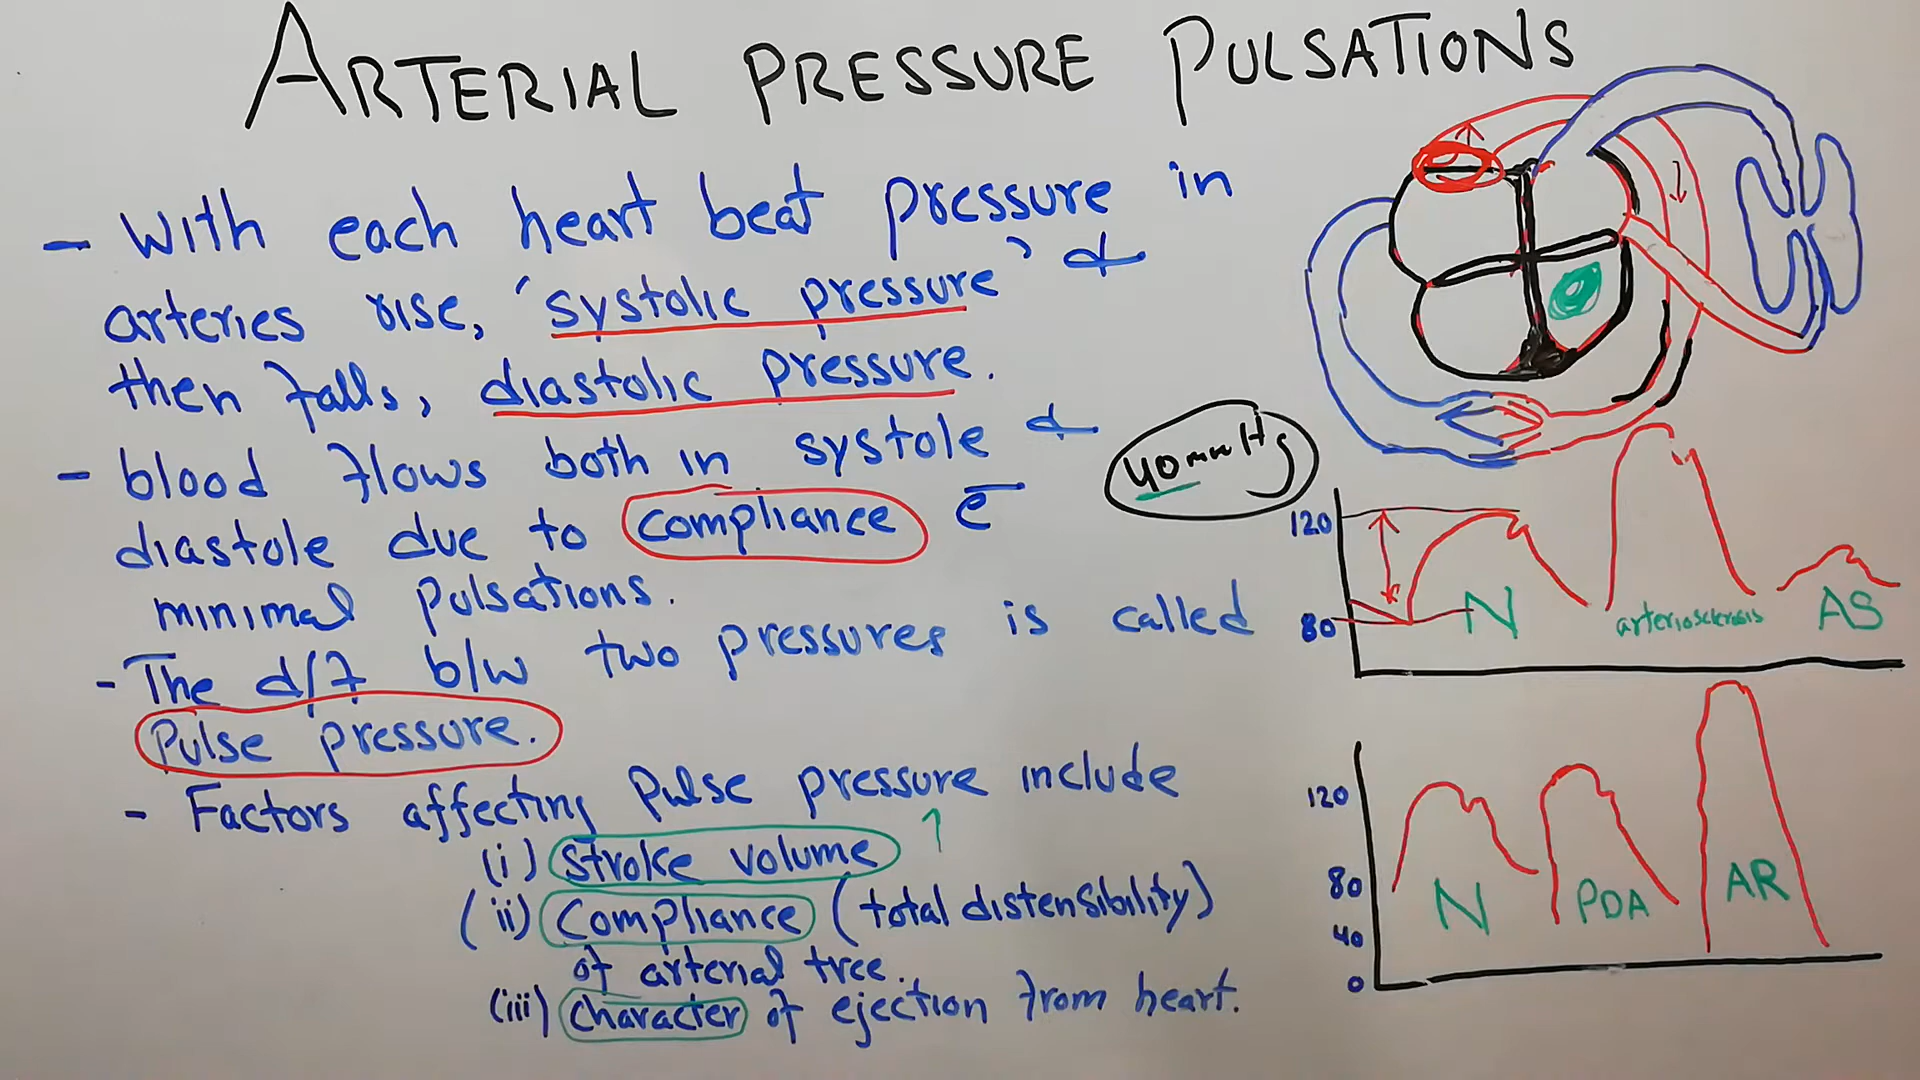 ARTERIAL PRESSURE PULSATIONS
- With each heart beat pressure in
arteries rise, 'systolic pressure' &
then falls, diastolic pressure.
- blood flows both in systole &
diastole due to compliance c̅
minimal pulsations.
- The d/f b/w two pressures is called
Pulse pressure.
- Factors affecting pulse pressure include
(i) stroke volume ↑
(ii) compliance (total distensibility)
of arterial tree.
(iii) character of ejection from heart.
40 mmHg
120
80
N
arteriosclerosis
AS
120
80
40
0
N
PDA
AR